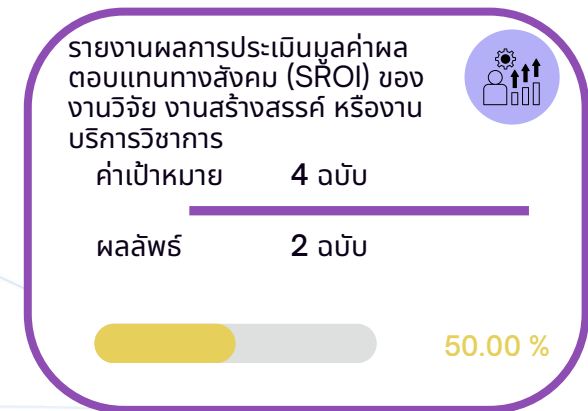 รายงานผลการประเมินมูลค่าผล
ตอบแทนทางสังคม (SROI) ของ
งานวิจัย งานสร้างสรรค์ หรืองาน
บริการวิชาการ
ค่าเป้าหมาย 4 ฉบับ
ผลลัพธ์ 2 ฉบับ
50.00 %